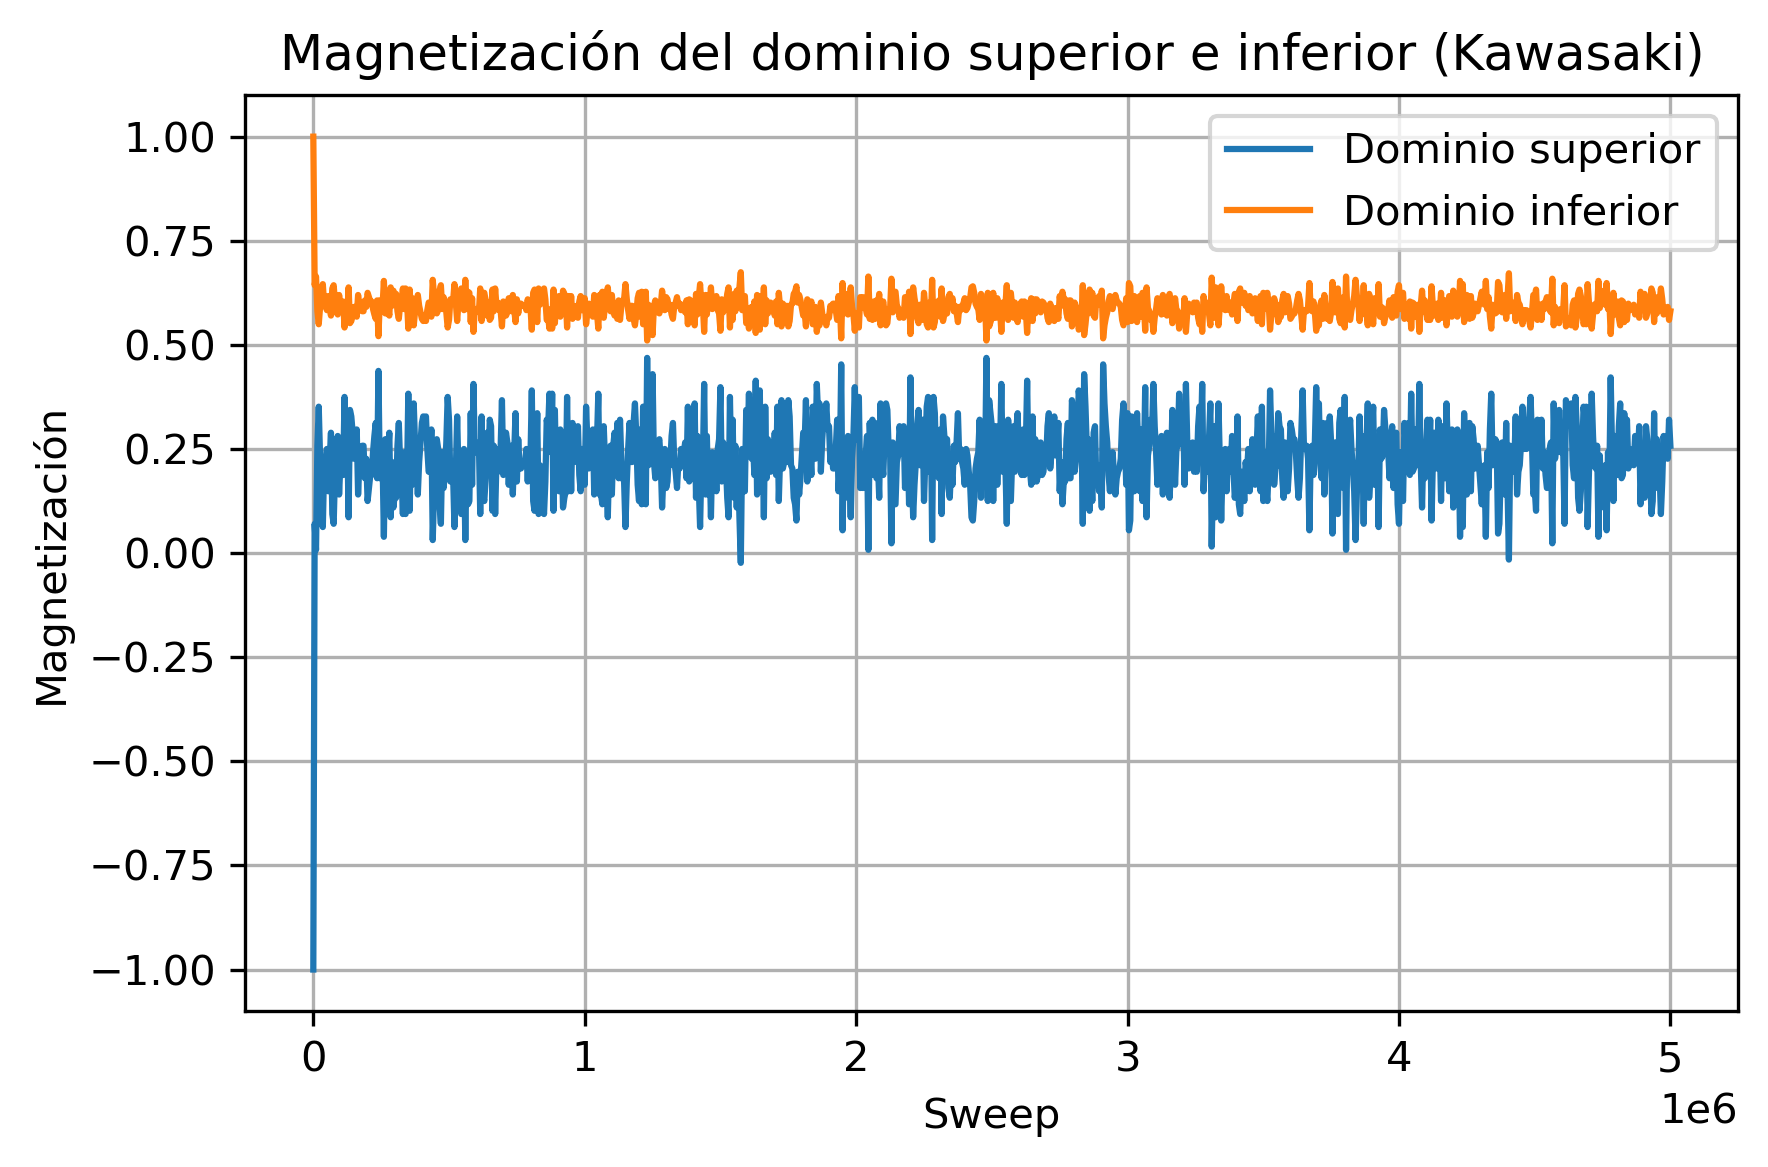 Magnetización del dominio superior e inferior (Kawasaki)
Dominio superior
Dominio inferior
Magnetización
1.00
0.75
0.50
0.25
0.00
−0.25
−0.50
−0.75
−1.00
0 1 2 3 4 5
1e6
Sweep